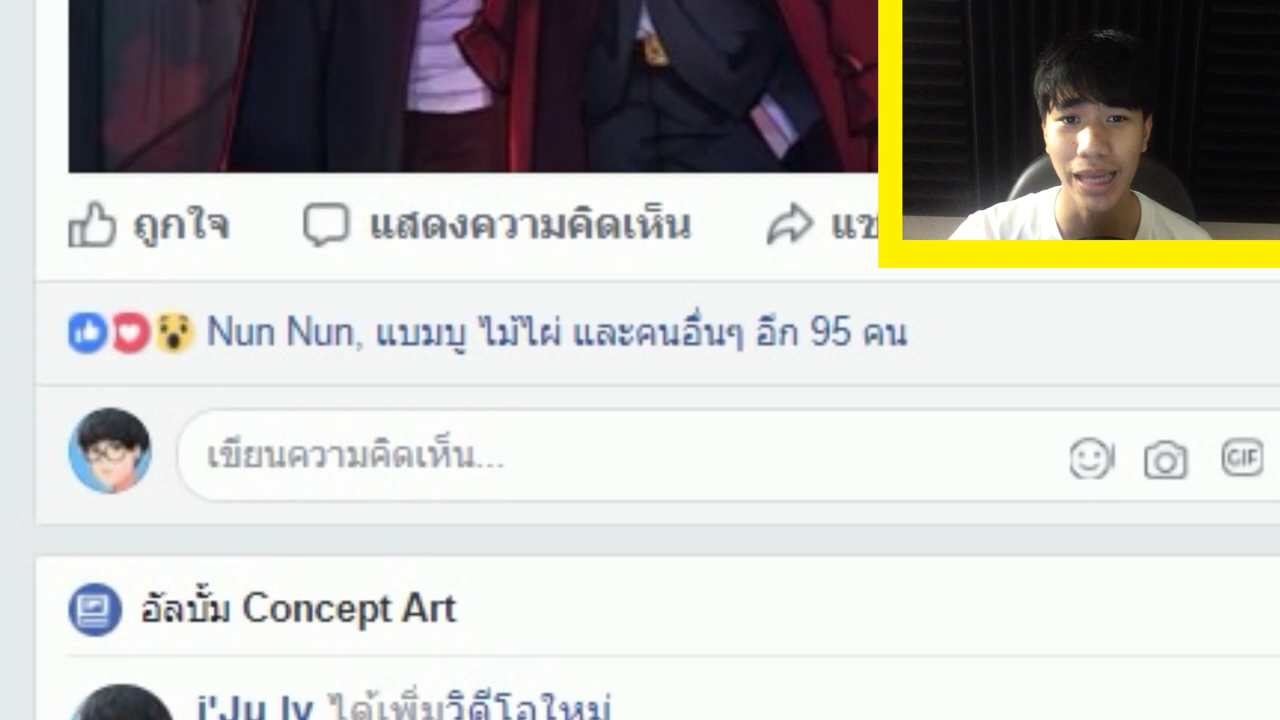 ถูกใจ แสดงความคิดเห็น
Nun Nun, แบมบู ไม้ไผ่ และคนอื่นๆ อีก 95 คน
เขียนความคิดเห็น...
GIF
อัลบั้ม Concept Art
i'Ju ly ได้เพิ่มวิดีโอใหม่